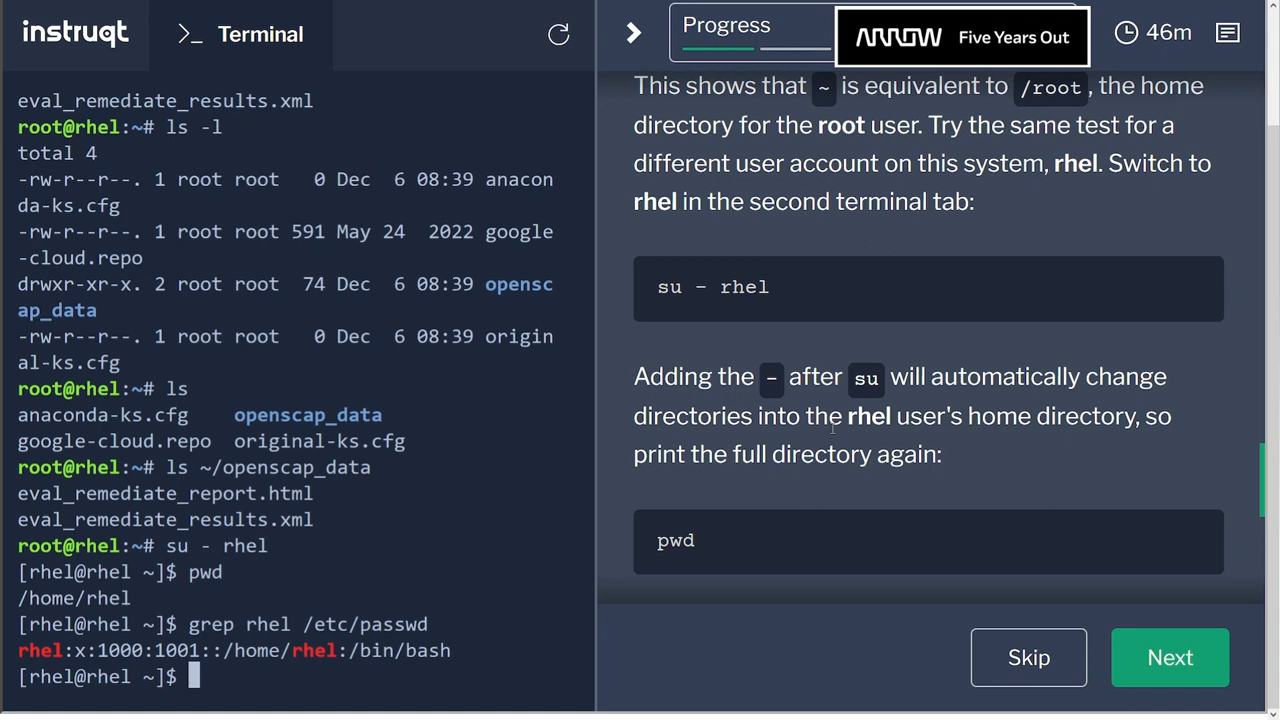 instruqt
>_ Terminal
eval_remediate_results.xml
root@rhel:~# ls -l
total 4
-rw-r--r--. 1 root root   0 Dec  6 08:39 anacon
da-ks.cfg
-rw-r--r--. 1 root root 591 May 24  2022 google
-cloud.repo
drwxr-xr-x. 2 root root  74 Dec  6 08:39 opensc
ap_data
-rw-r--r--. 1 root root   0 Dec  6 08:39 origin
al-ks.cfg
root@rhel:~# ls
anaconda-ks.cfg    openscap_data
google-cloud.repo  original-ks.cfg
root@rhel:~# ls ~/openscap_data
eval_remediate_report.html
eval_remediate_results.xml
root@rhel:~# su - rhel
[rhel@rhel ~]$ pwd
/home/rhel
[rhel@rhel ~]$ grep rhel /etc/passwd
rhel:x:1000:1001::/home/rhel:/bin/bash
[rhel@rhel ~]$
Progress
ARROW Five Years Out
46m
This shows that ~ is equivalent to /root, the home
directory for the root user. Try the same test for a
different user account on this system, rhel. Switch to
rhel in the second terminal tab:
su - rhel
Adding the - after su will automatically change
directories into the rhel user's home directory, so
print the full directory again:
pwd
Skip
Next